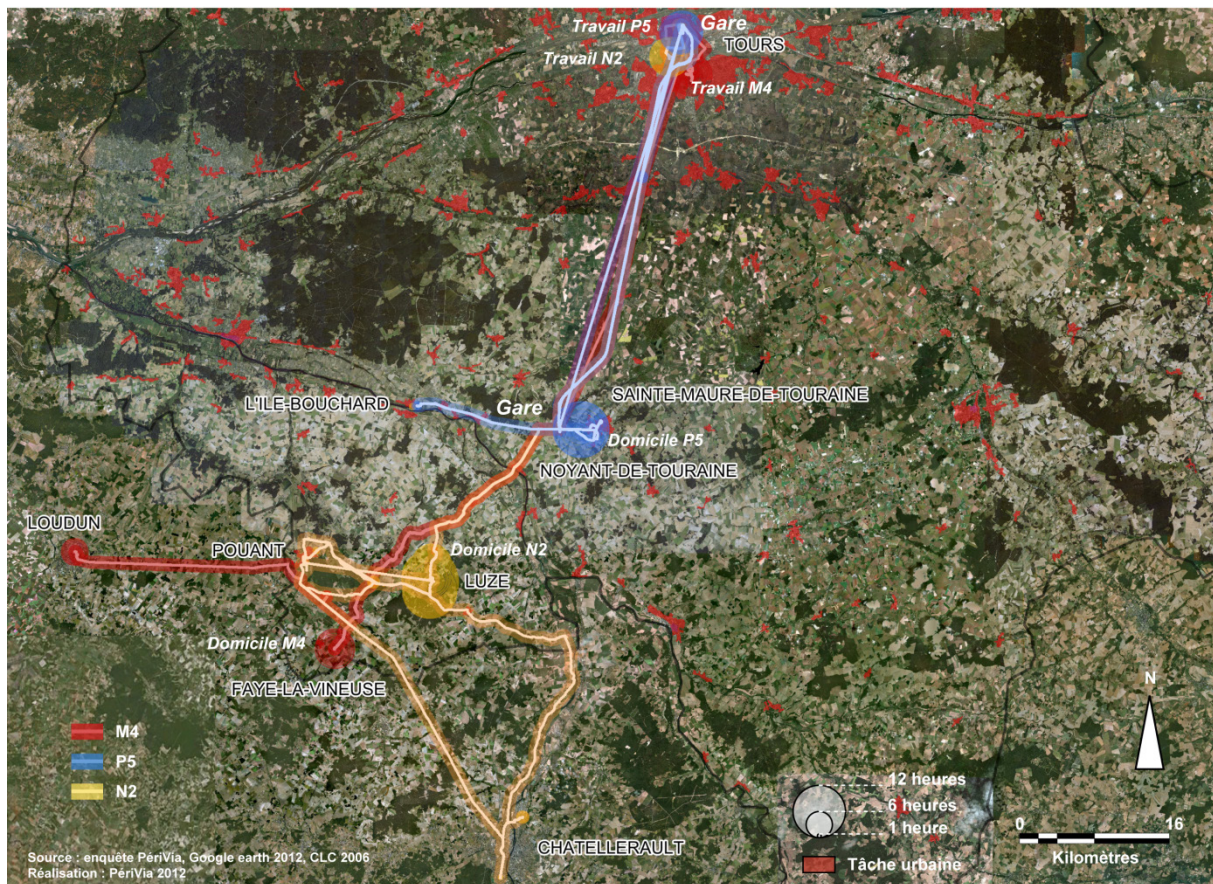 Travail P5
Gare
TOURS
Travail N2
Travail M4
L'ILE-BOUCHARD
Gare
SAINTE-MAURE-DE-TOURAINE
Domicile P5
NOYANT-DE-TOURAINE
LOUDUN
POUANT
Domicile N2
LUZE
Domicile M4
FAYE-LA-VINEUSE
M4
P5
N2
CHATELLERAULT
N
12 heures
6 heures
1 heure
Tâche urbaine
0 16
Kilomètres
Source : enquête PériVia, Google earth 2012, CLC 2006
Réalisation : PériVia 2012